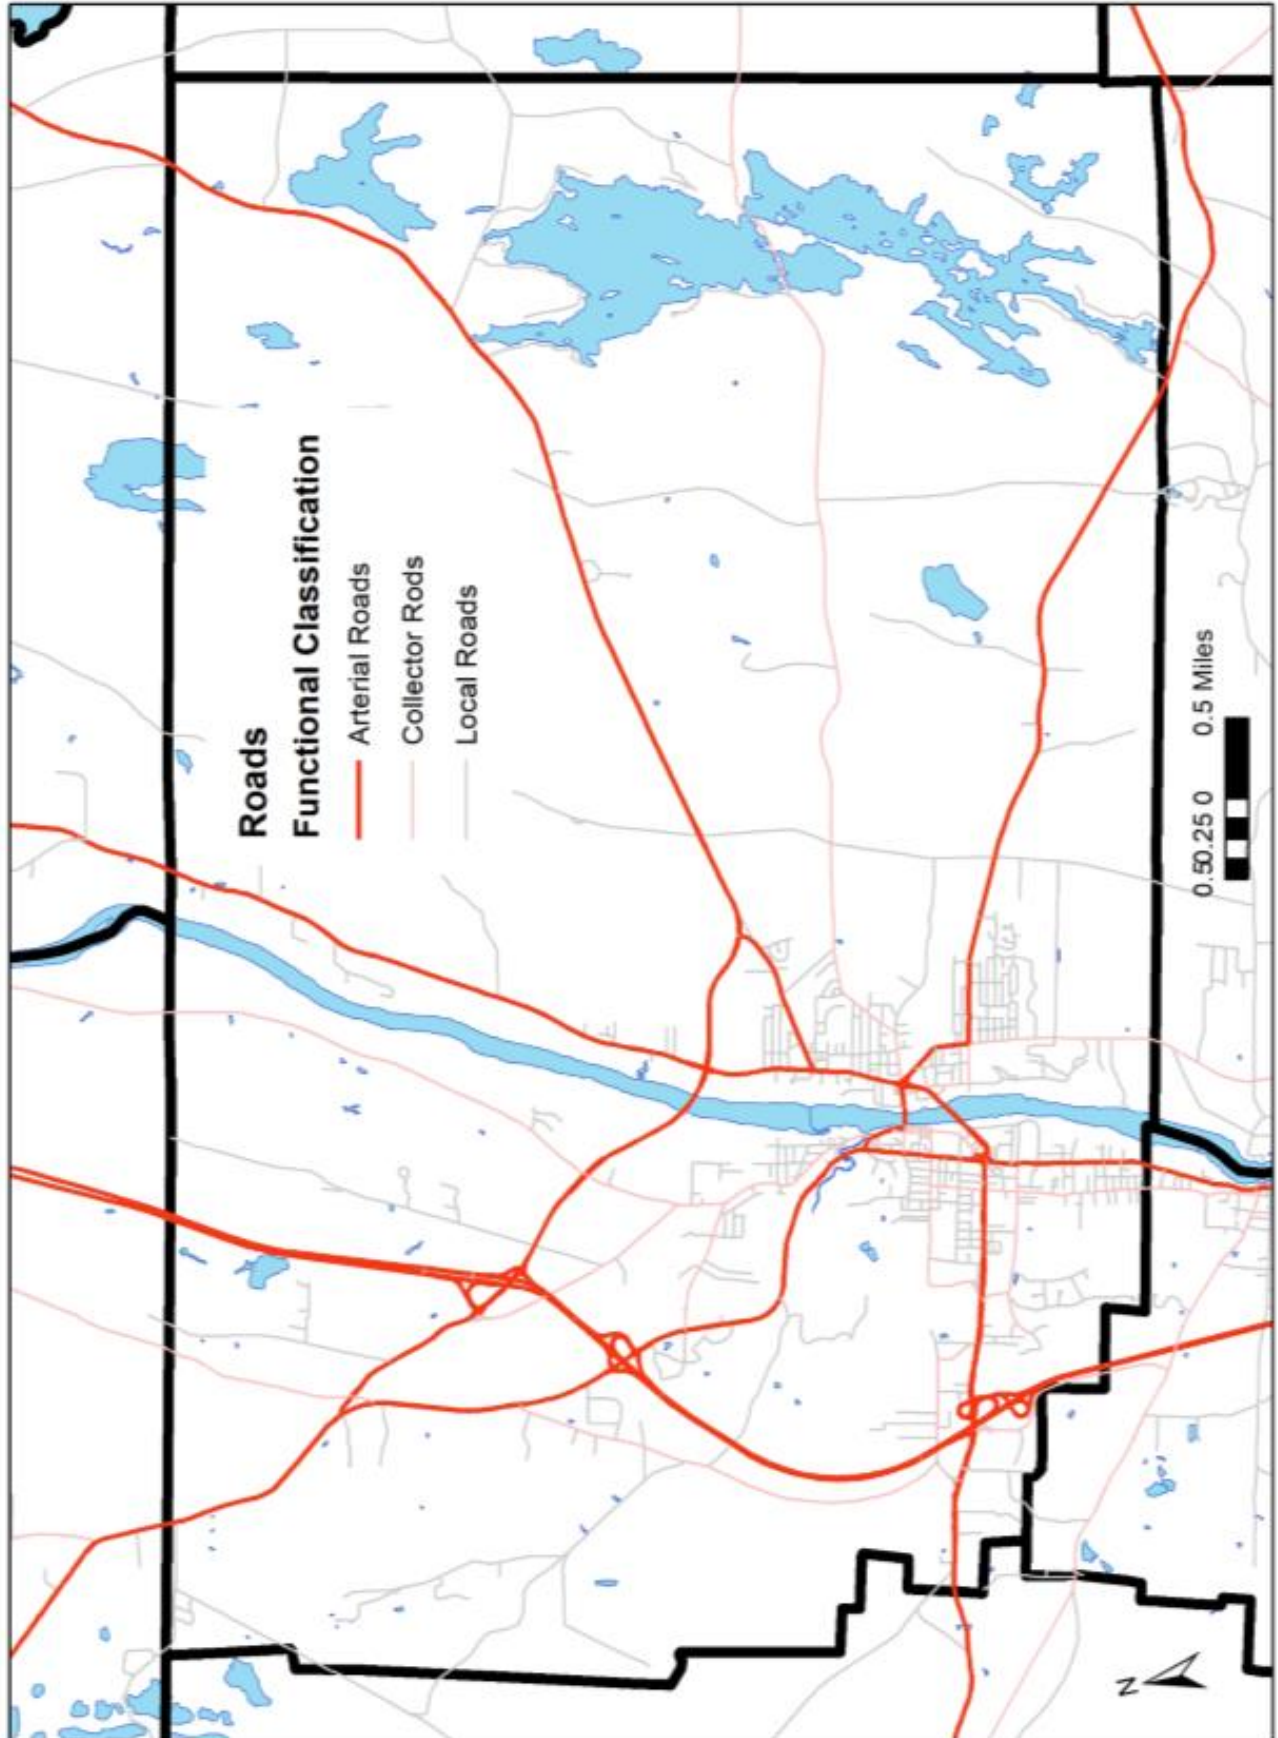 Roads
Functional Classification
Arterial Roads
Collector Rods
Local Roads
0.50.25 0 0.5 Miles
N